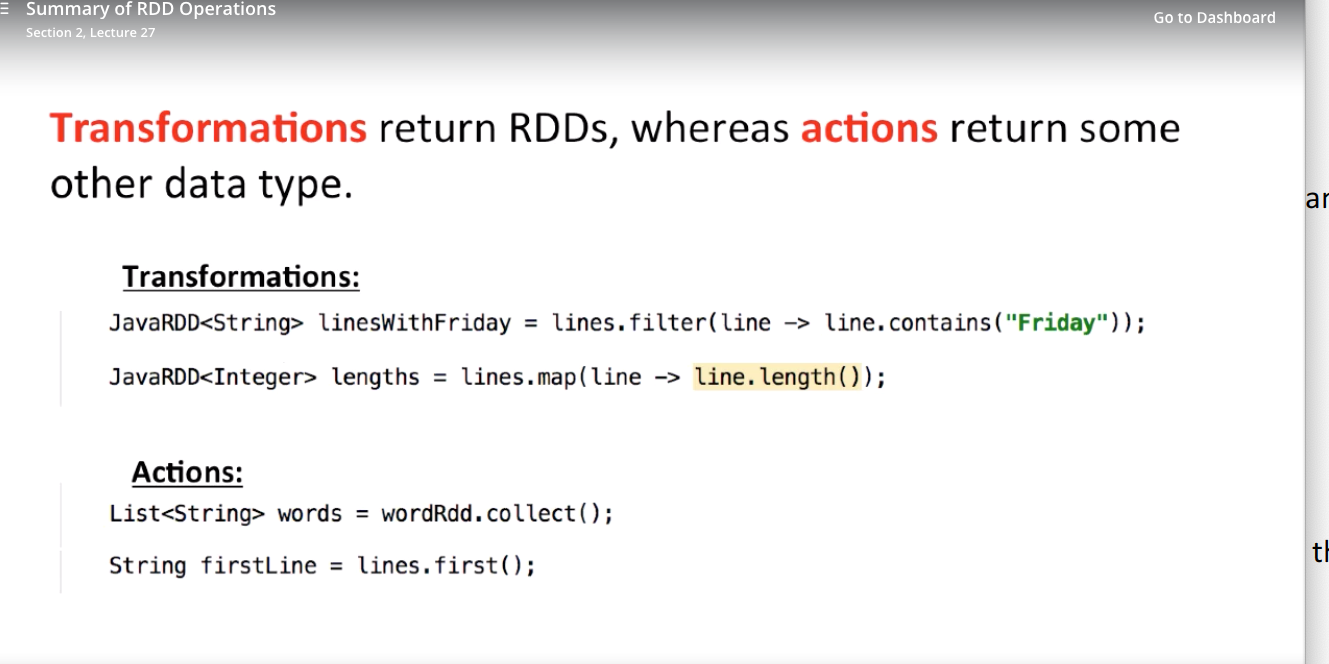 Summary of RDD Operations
Go to Dashboard
Section 2, Lecture 27
Transformations return RDDs, whereas actions return some
other data type.
Transformations:
JavaRDD<String> linesWithFriday = lines.filter(line -> line.contains("Friday"));
JavaRDD<Integer> lengths = lines.map(line -> line.length());
Actions:
List<String> words = wordRdd.collect();
String firstLine = lines.first();